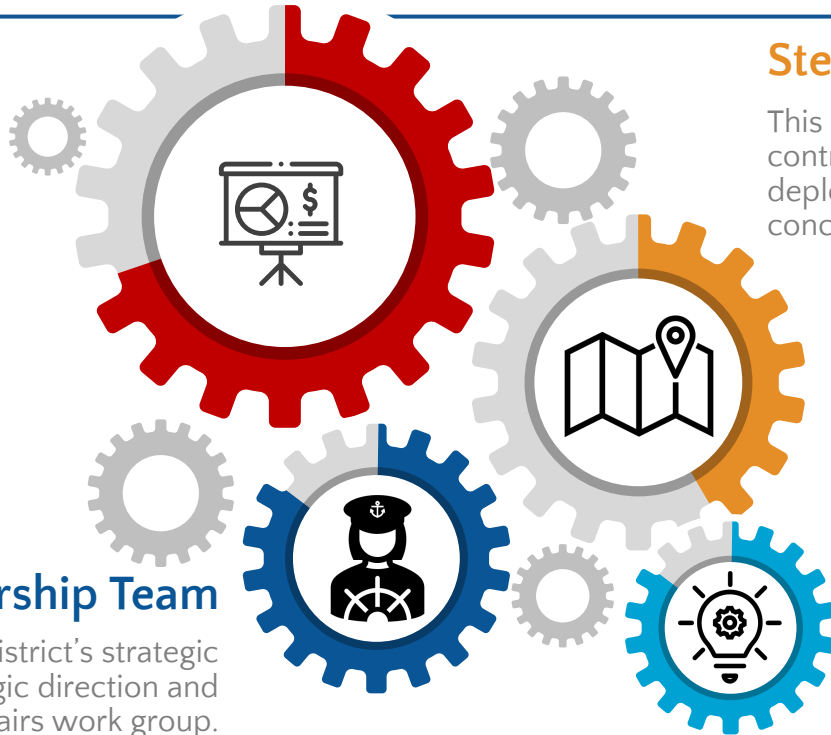 Ste
This
contr
deplo
conc
$
rship Team
istrict's strategic
gic direction and
airs work group.